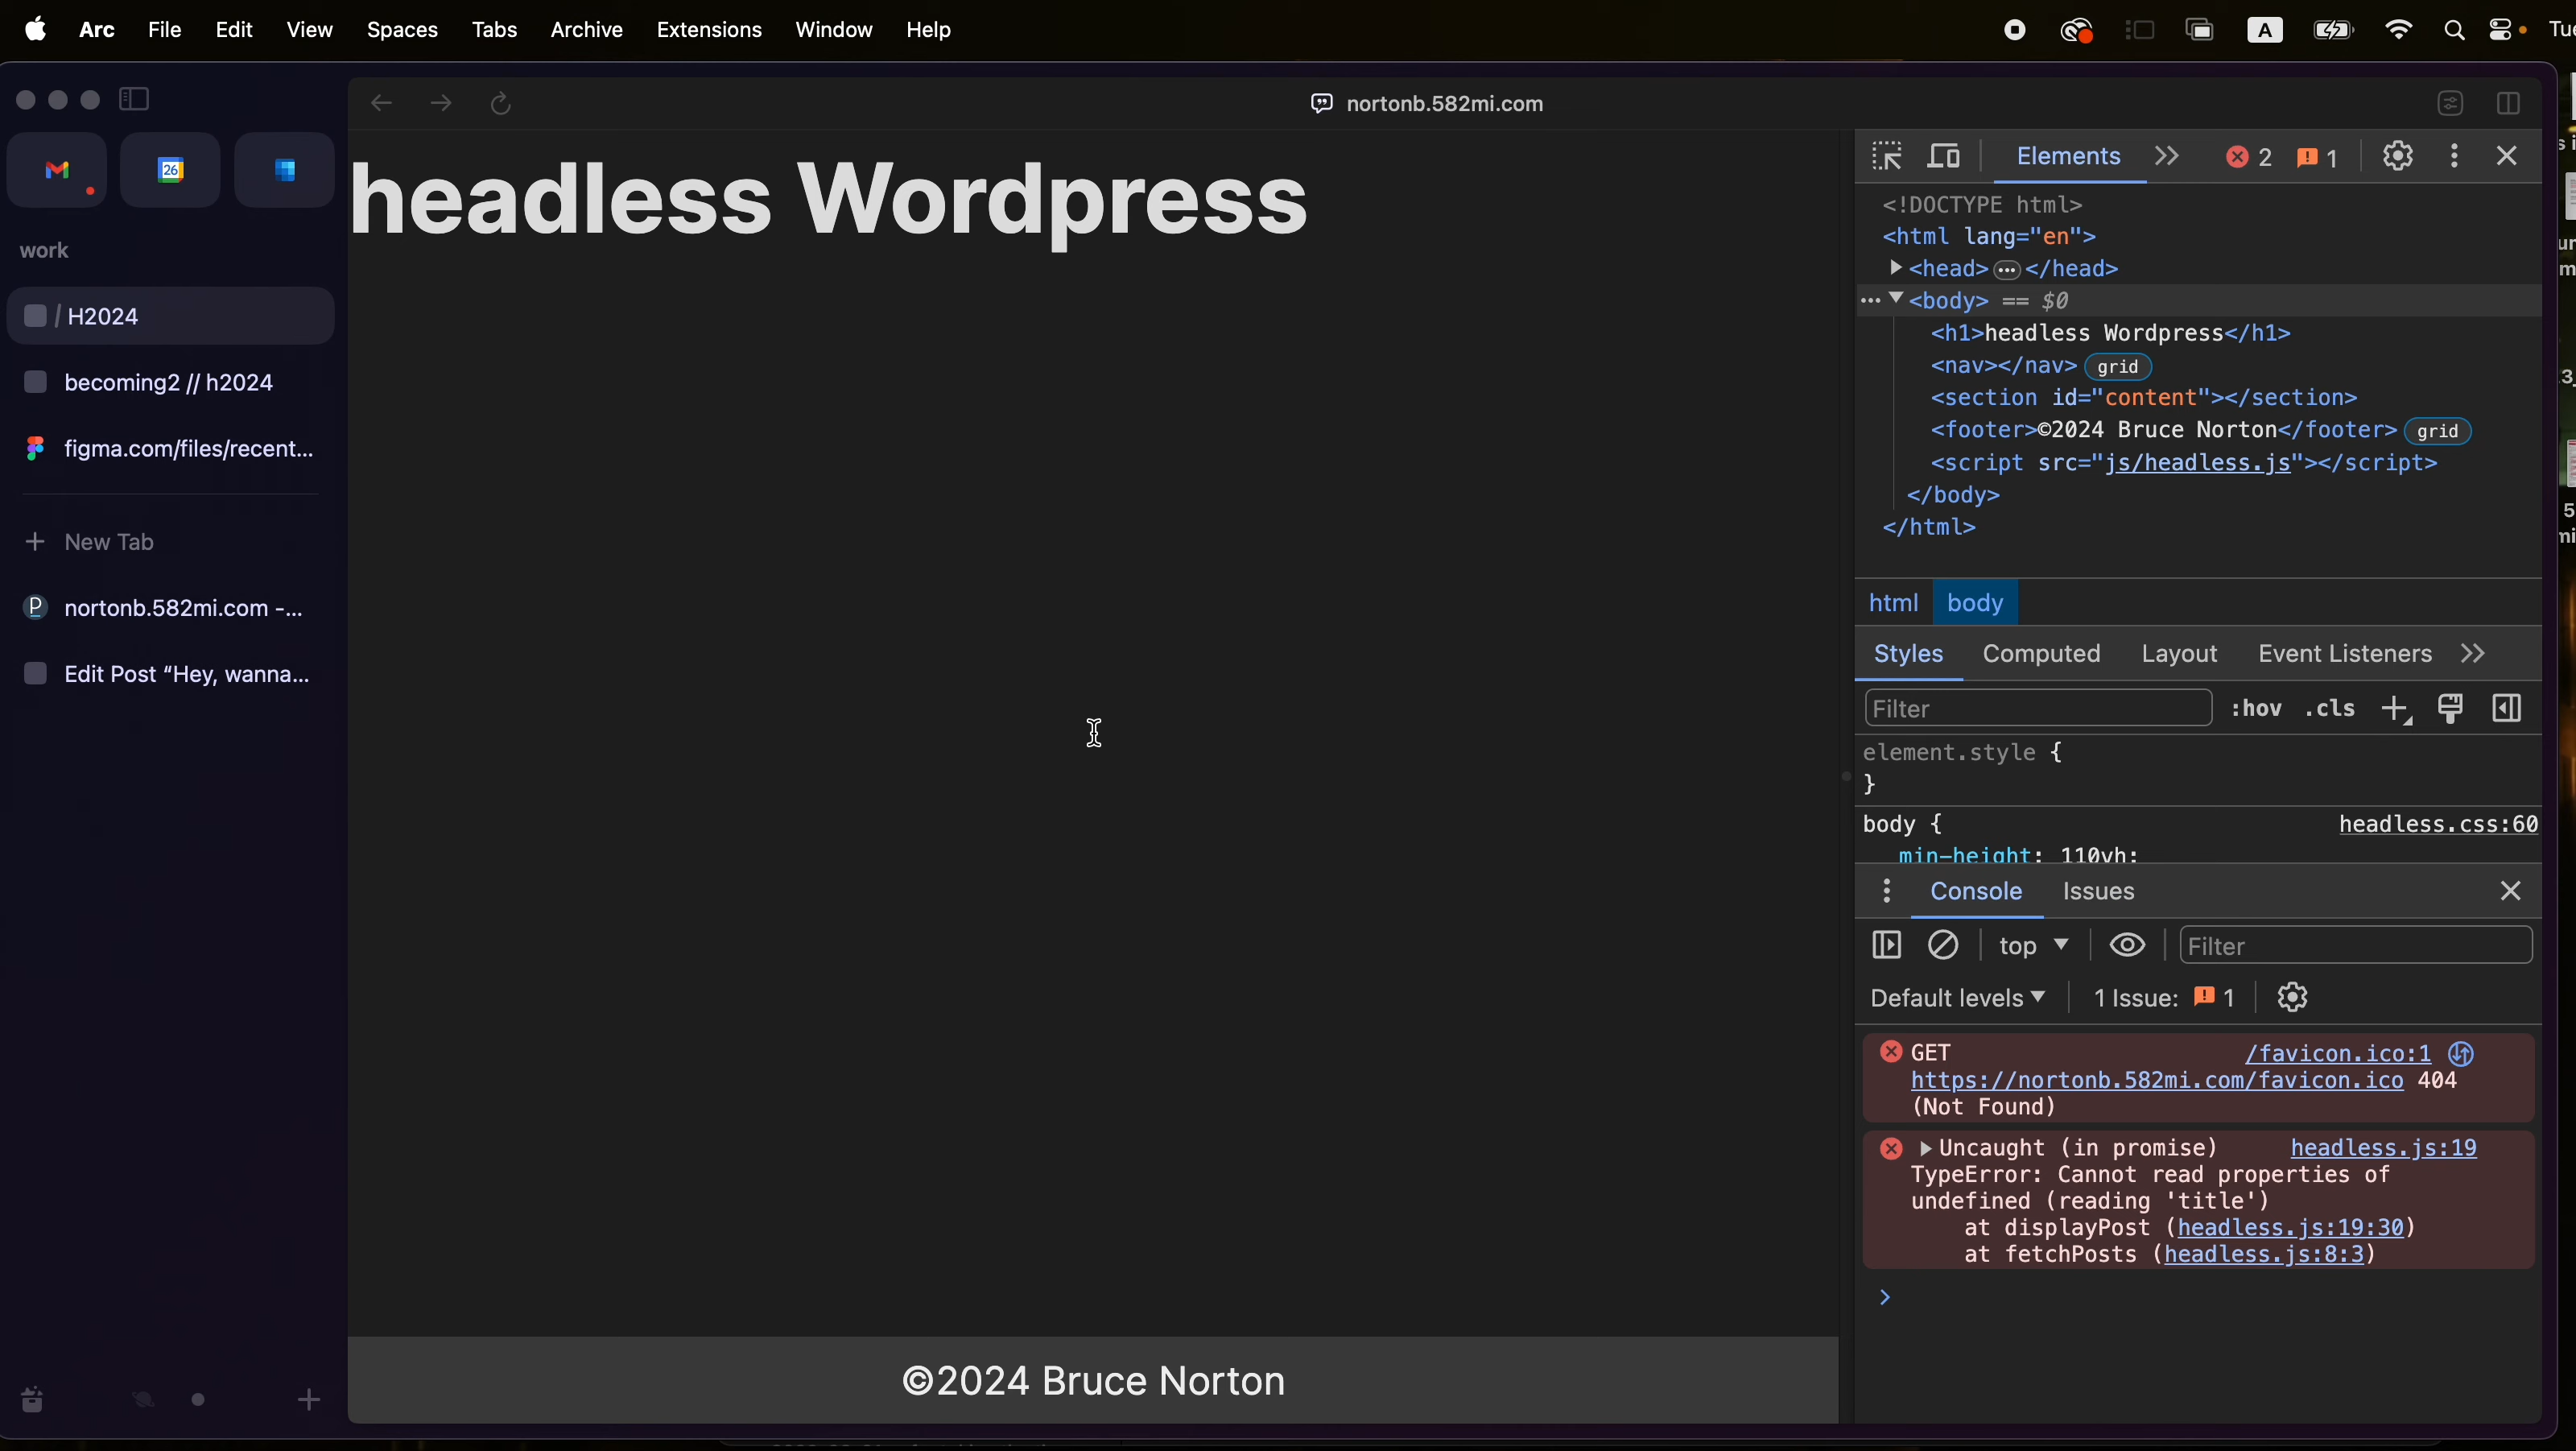 Arc File Edit View Spaces Tabs Archive Extensions Window Help A Tue
nortonb.582mi.com
26
work
/ H2024
becoming2 // h2024
figma.com/files/recent...
+ New Tab
nortonb.582mi.com -...
Edit Post “Hey, wanna...
headless Wordpress
©2024 Bruce Norton
Elements 2 1
<!DOCTYPE html>
<html lang="en">
<head>…</head>
<body> == $0
<h1>headless Wordpress</h1>
<nav></nav> grid
<section id="content"></section>
<footer>©2024 Bruce Norton</footer> grid
<script src="js/headless.js"></script>
</body>
</html>
html body
Styles Computed Layout Event Listeners
Filter :hov .cls
element.style {
}
body { headless.css:60
min-height: 110vh;
Console Issues
top Filter
Default levels 1 Issue: 1
GET /favicon.ico:1
https://nortonb.582mi.com/favicon.ico 404
(Not Found)
Uncaught (in promise) headless.js:19
TypeError: Cannot read properties of
undefined (reading 'title')
at displayPost (headless.js:19:30)
at fetchPosts (headless.js:8:3)